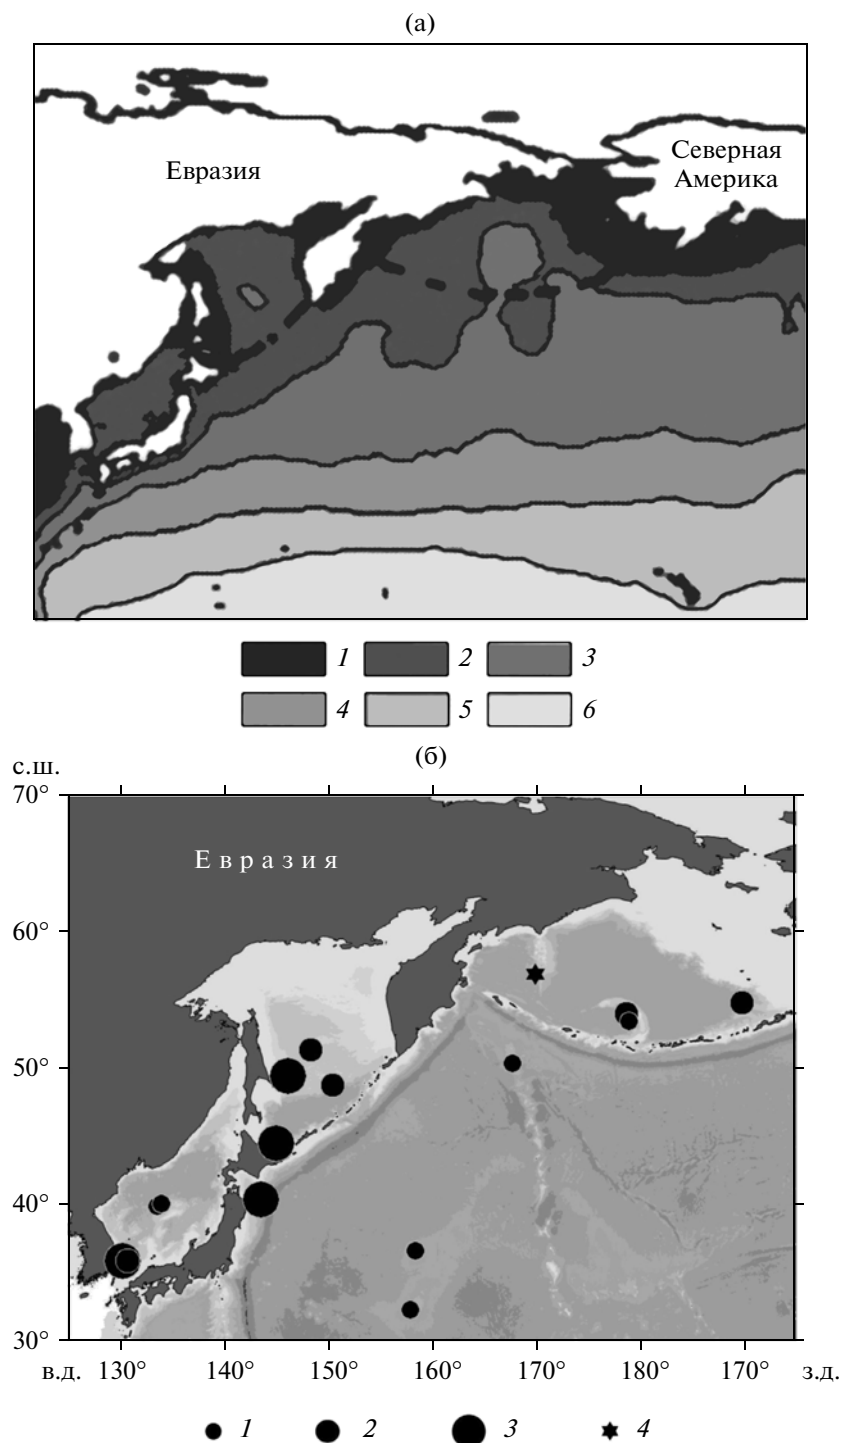 (а)
Евразия
Северная
Америка
1 2 3
4 5 6
(б)
с.ш.
70°
Евразия
60°
50°
40°
30°
в.д. 130° 140° 150° 160° 170° 180° 170° з.д.
1 2 3 4